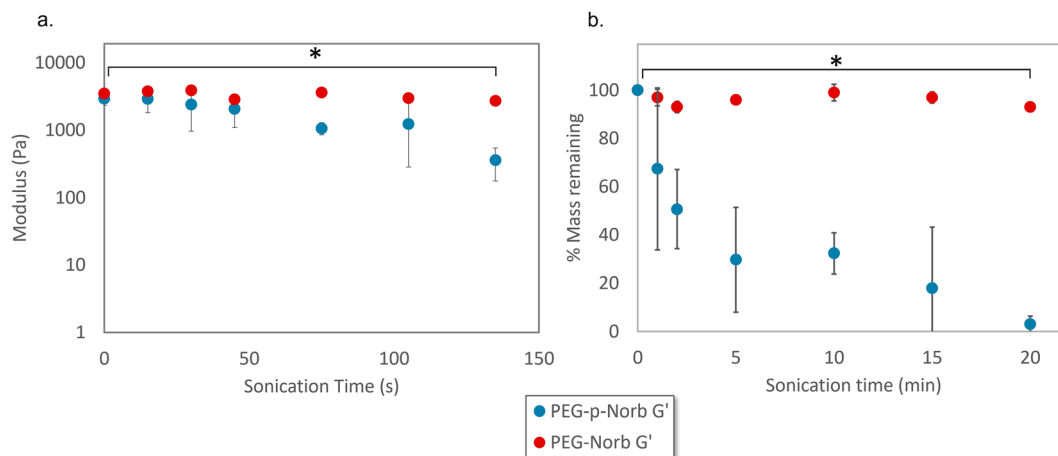 a.
*
10000
1000
100
10
1
Modulus (Pa)
0
50
100
150
Sonication Time (s)
b.
*
100
80
60
40
20
0
% Mass remaining
0
5
10
15
20
Sonication time (min)
PEG-p-Norb G'
PEG-Norb G'